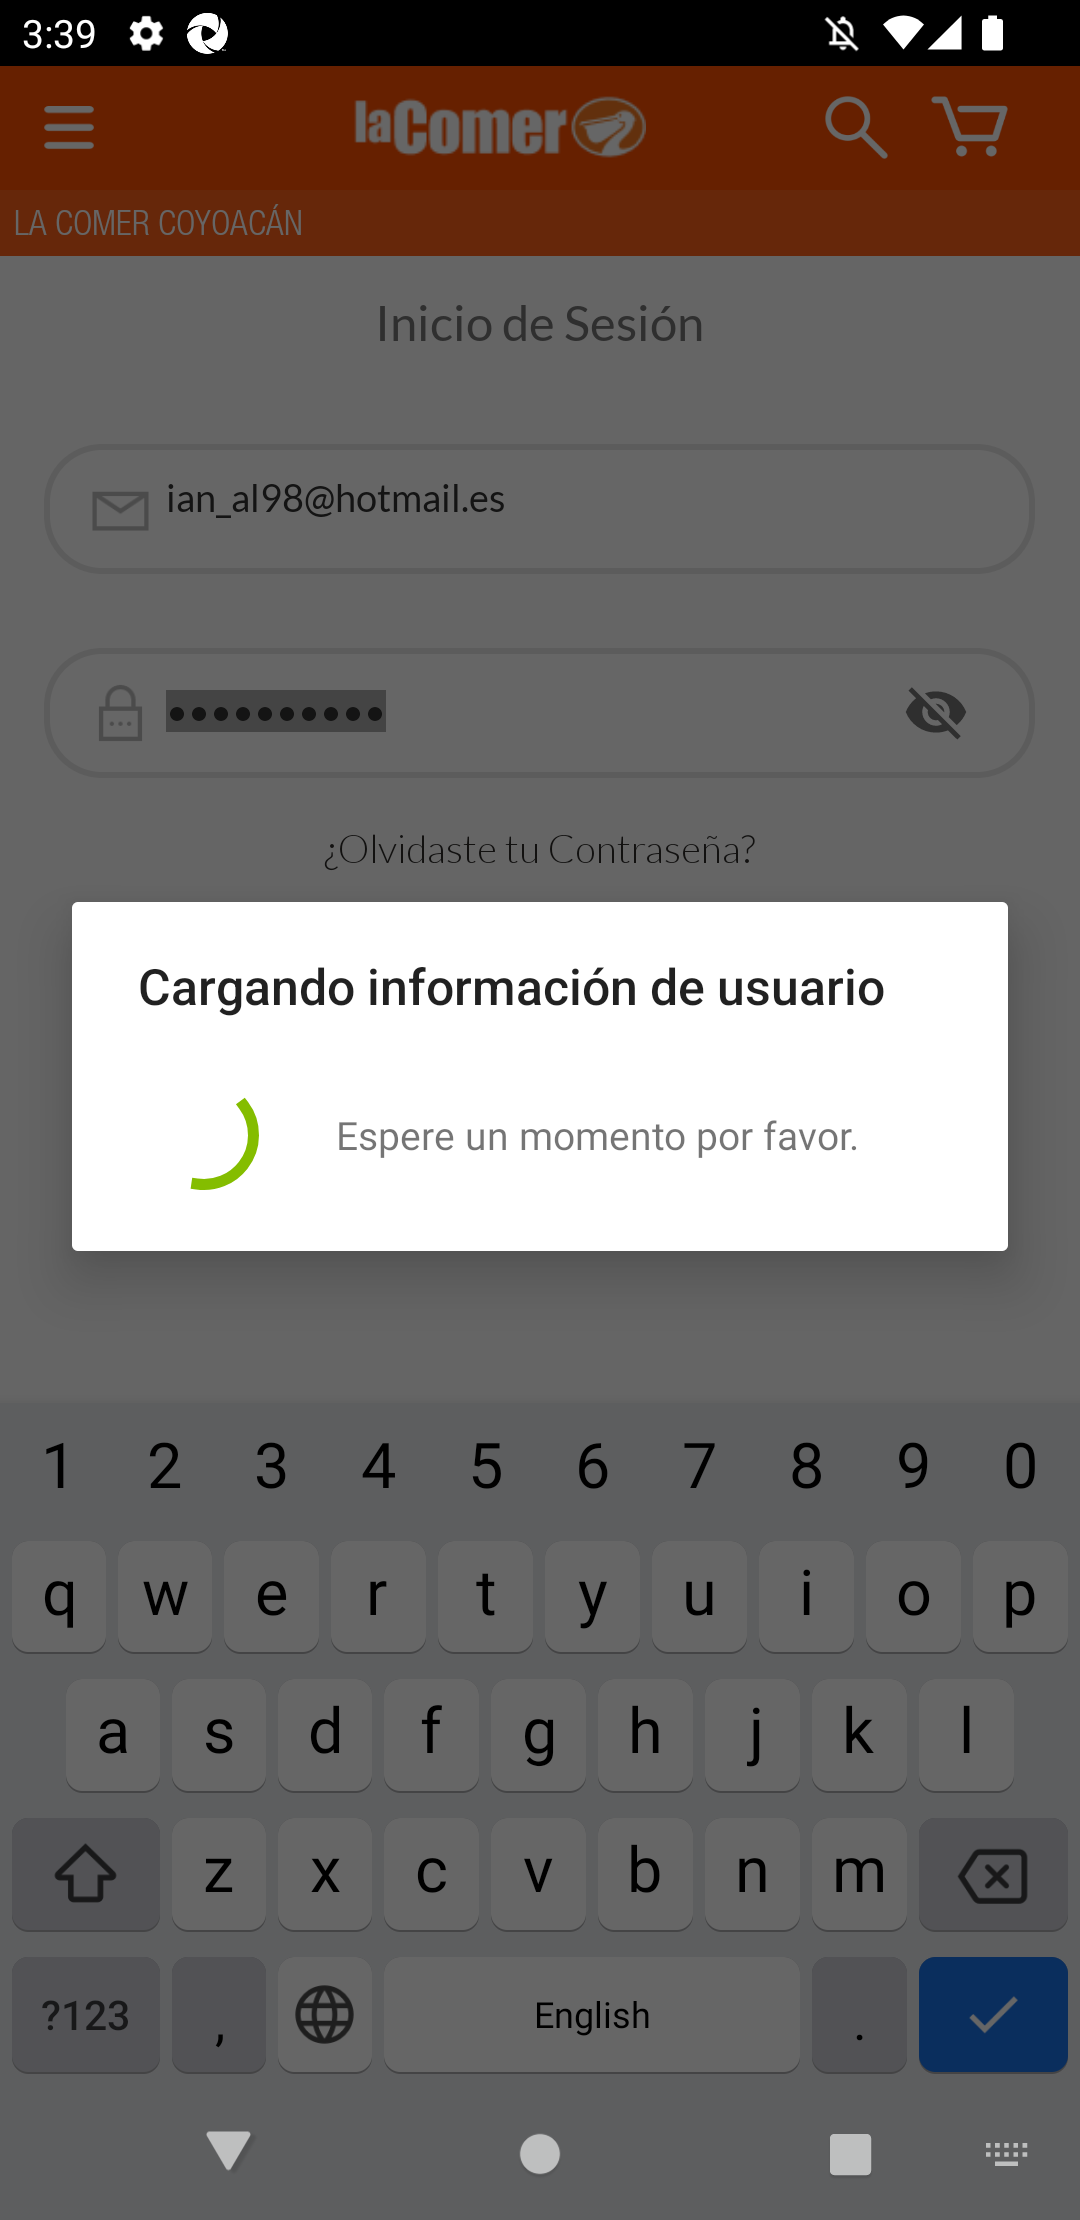 3:39
laComer
LA COMER COYOACÁN
Inicio de Sesión
ian_al98@hotmail.es
••••••••••
¿Olvidaste tu Contraseña?
Cargando información de usuario
Espere un momento por favor.
1 2 3 4 5 6 7 8 9 0
q w e r t y u i o p
a s d f g h j k l
z x c v b n m
?123 , English .